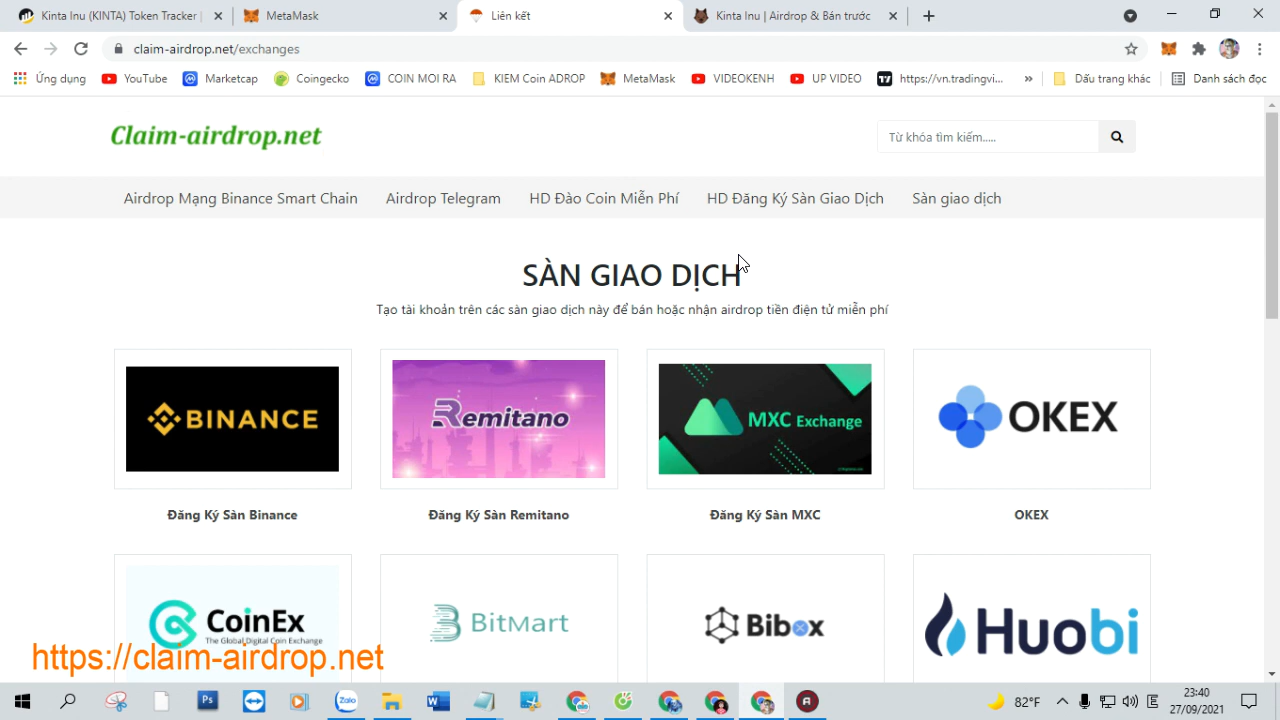 Kinta Inu (KINTA) Token Tracker |
MetaMask
Liên kết
Kinta Inu | Airdrop & Bán trước
claim-airdrop.net/exchanges
Ứng dụng
YouTube
Marketcap
Coingecko
COIN MOI RA
KIEM Coin ADROP
MetaMask
VIDEOKENH
UP VIDEO
https://vn.tradingvi...
»
Dấu trang khác
Danh sách đọc
Claim-airdrop.net
Từ khóa tìm kiếm.....
Airdrop Mạng Binance Smart Chain
Airdrop Telegram
HD Đào Coin Miễn Phí
HD Đăng Ký Sàn Giao Dịch
Sàn giao dịch
SÀN GIAO DỊCH
Tạo tài khoản trên các sàn giao dịch này để bán hoặc nhận airdrop tiền điện tử miễn phí
BINANCE
Remitano
MXC Exchange
OKEX
Đăng Ký Sàn Binance
Đăng Ký Sàn Remitano
Đăng Ký Sàn MXC
OKEX
CoinEx
The Global Digital Coin Exchange
BitMart
Bibox
Huobi
https://claim-airdrop.net
Ps
W
Zalo
A
82°F
E
23:40
27/09/2021